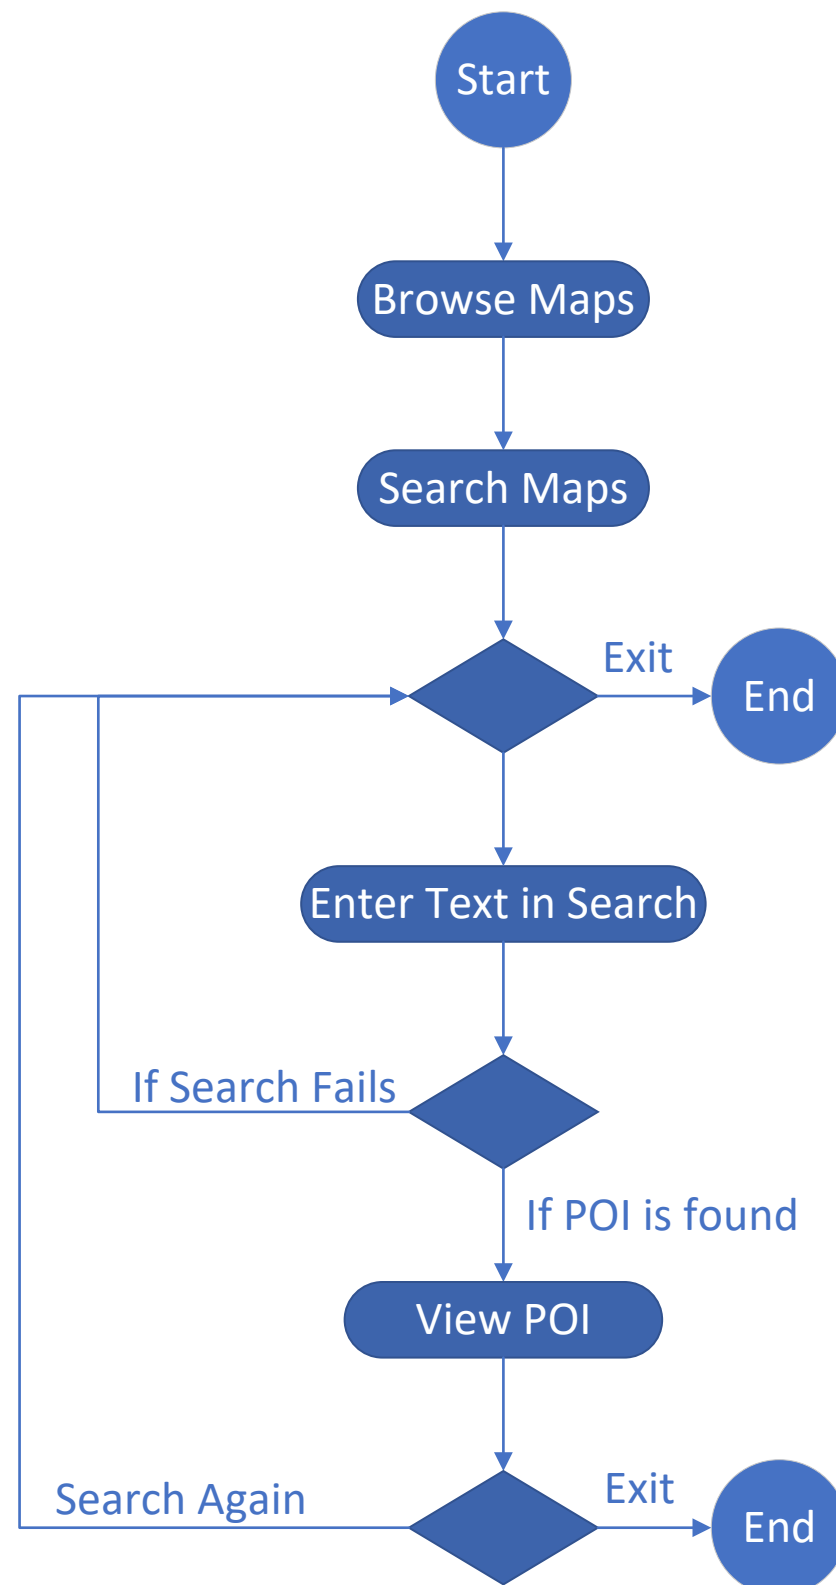 Start
Browse Maps
Search Maps
Exit
End
Enter Text in Search
If Search Fails
If POI is found
View POI
Search Again
Exit
End